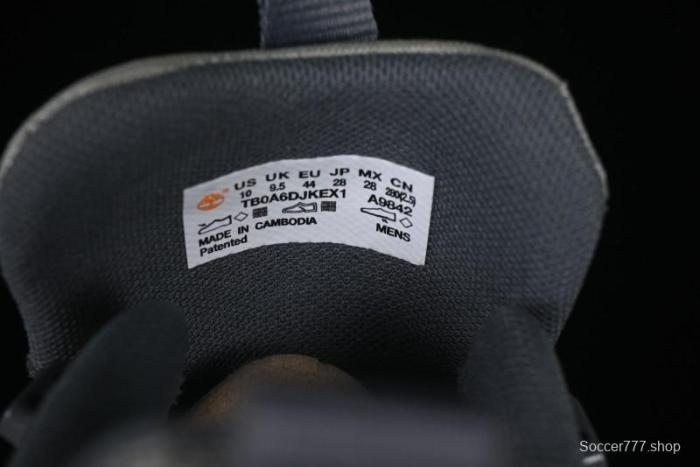 US UK EU JP MX CN
10 9.5 44 28 28 280(2.5)
TB0A6DJKEX1 A9842
MADE IN CAMBODIA
Patented MENS
Soccer777.shop